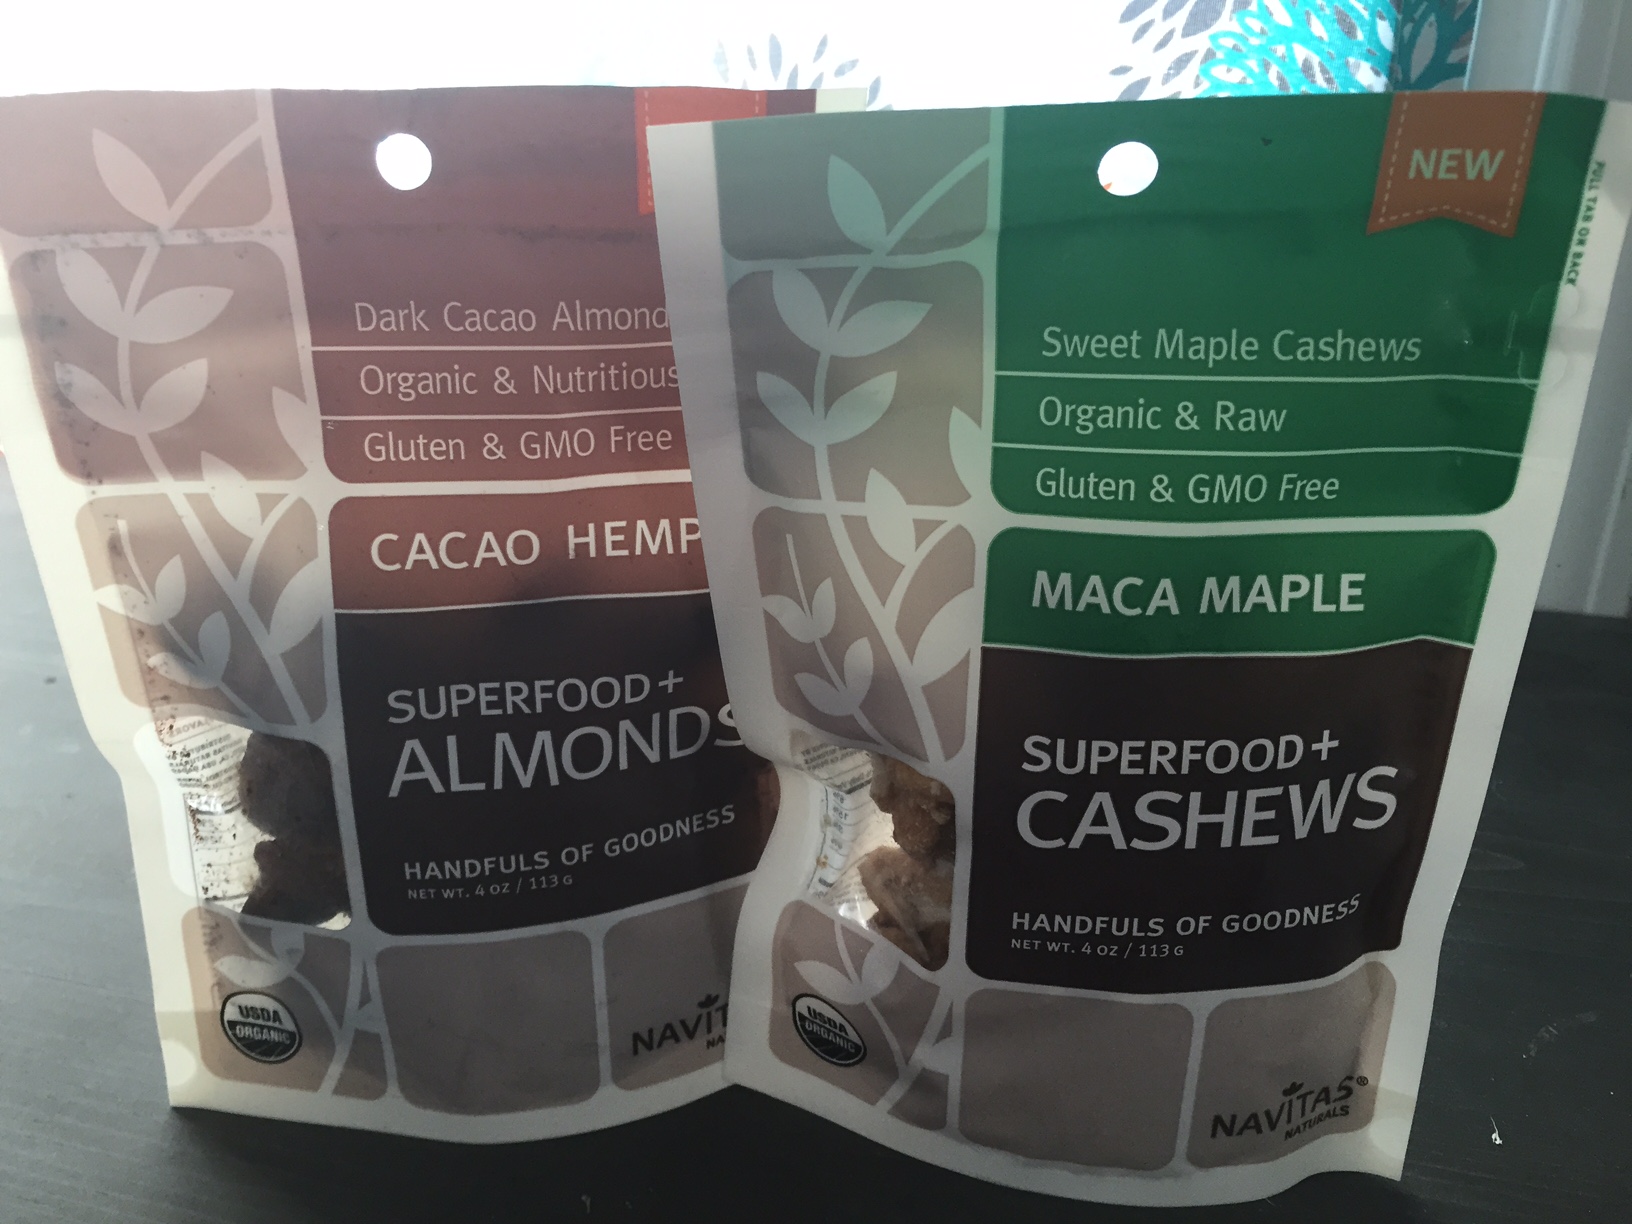 Dark Cacao Almond
Organic & Nutritious
Gluten & GMO Free
CACAO HEMP
SUPERFOOD+
ALMONDS
HANDFULS OF GOODNESS
NET WT. 4 OZ / 113 G
USDA
ORGANIC
NAVIT
NA
NEW
PULL TAB ON BACK
Sweet Maple Cashews
Organic & Raw
Gluten & GMO Free
MACA MAPLE
SUPERFOOD+
CASHEWS
HANDFULS OF GOODNESS
NET WT. 4 OZ / 113 G
USDA
ORGANIC
NAVITAS®
NATURALS